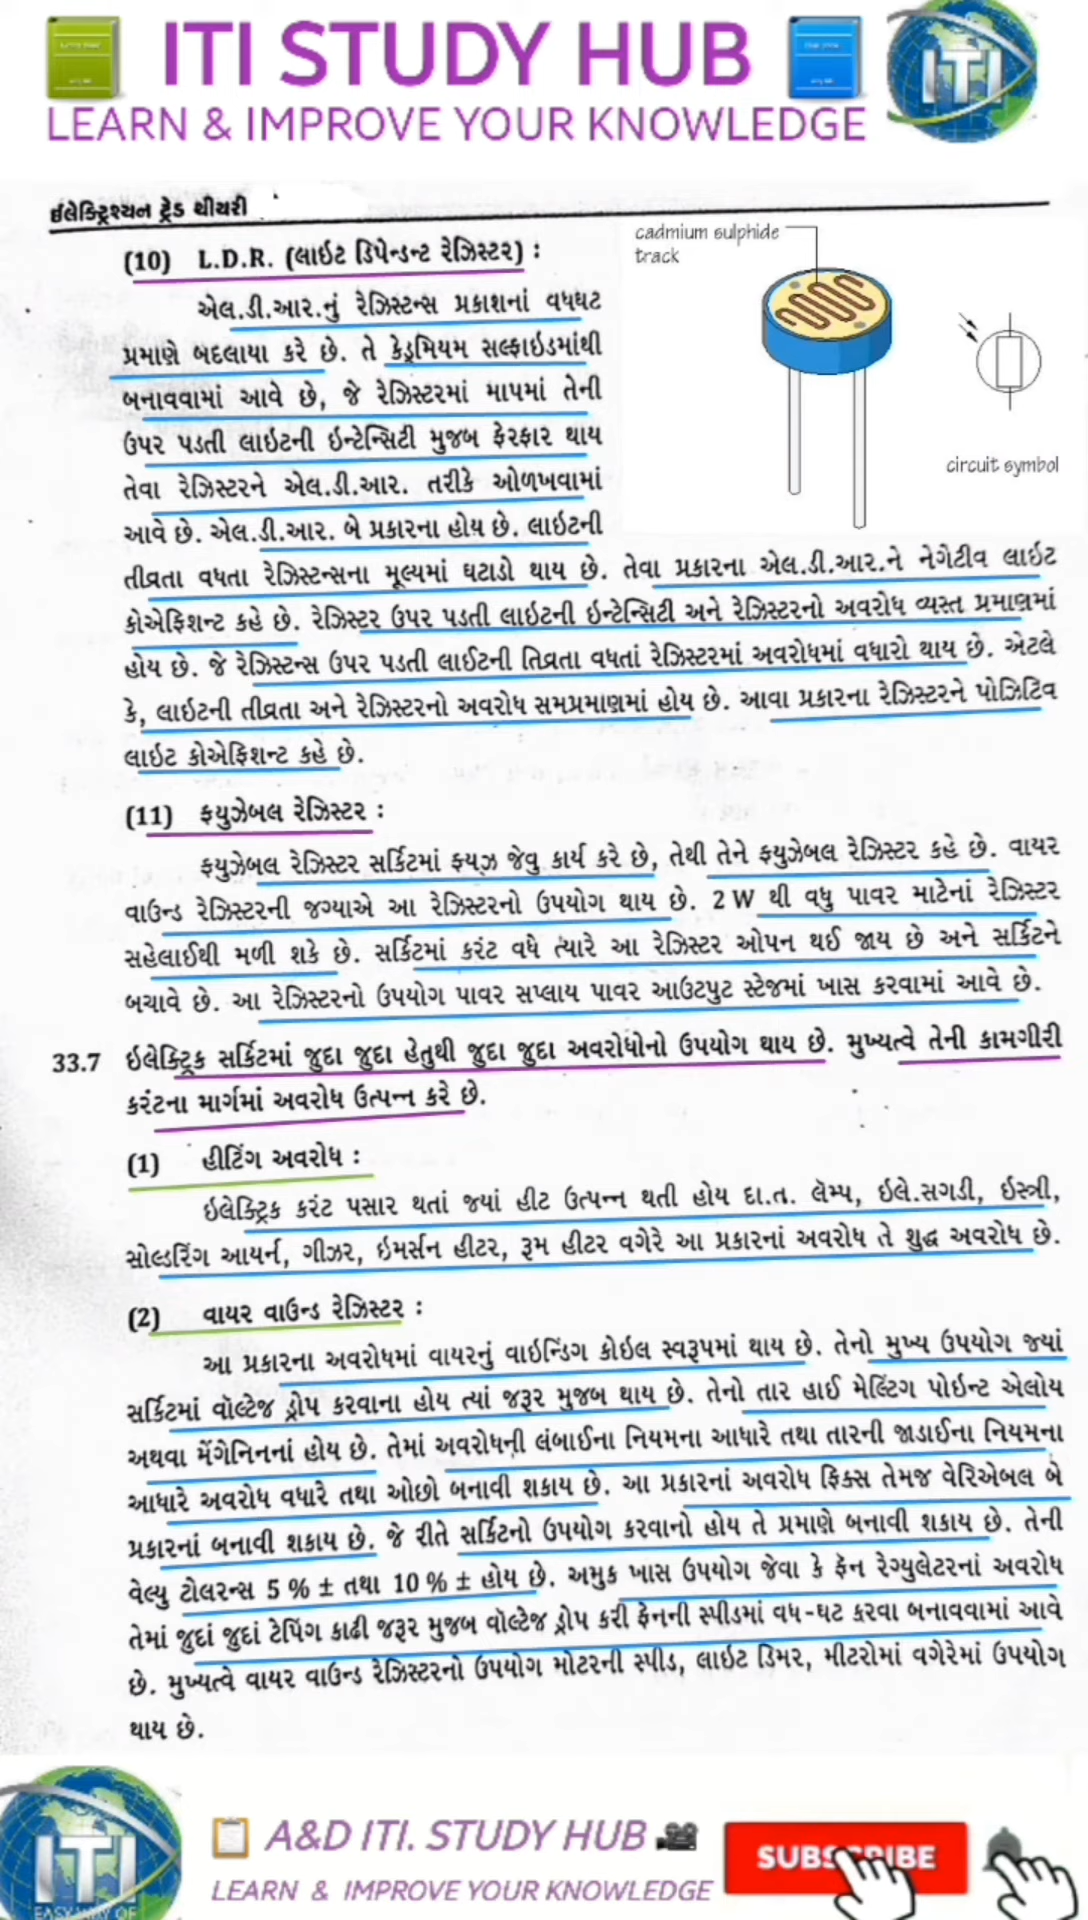 ITI STUDY HUB
LEARN & IMPROVE YOUR KNOWLEDGE
ITI
ઇલેક્ટ્રિશ્યન ટ્રેડ થીયરી
(10) L.D.R. (લાઇટ ડિપેન્ડન્ટ રેઝિસ્ટર) :
cadmium sulphide
track
circuit symbol
એલ.ડી.આર.નું રેઝિસ્ટન્સ પ્રકાશનાં વધઘટ
પ્રમાણે બદલાયા કરે છે. તે કેડ્રમિયમ સલ્ફાઇડમાંથી
બનાવવામાં આવે છે, જે રેઝિસ્ટરમાં માપમાં તેની
ઉપર પડતી લાઇટની ઇન્ટેન્સિટી મુજબ ફેરફાર થાય
તેવા રેઝિસ્ટરને એલ.ડી.આર. તરીકે ઓળખવામાં
આવે છે. એલ.ડી.આર. બે પ્રકારના હોય છે. લાઇટની
તીવ્રતા વધતા રેઝિસ્ટન્સના મૂલ્યમાં ઘટાડો થાય છે. તેવા પ્રકારના એલ.ડી.આર.ને નેગેટીવ લાઇટ
કોએફિશન્ટ કહે છે. રેઝિસ્ટર ઉપર પડતી લાઇટની ઇન્ટેન્સિટી અને રેઝિસ્ટરનો અવરોધ વ્યસ્ત પ્રમાણમાં
હોય છે. જે રેઝિસ્ટન્સ ઉપર પડતી લાઈટની તિવ્રતા વધતાં રેઝિસ્ટરમાં અવરોધમાં વધારો થાય છે. એટલે
કે, લાઇટની તીવ્રતા અને રેઝિસ્ટરનો અવરોધ સમપ્રમાણમાં હોય છે. આવા પ્રકારના રેઝિસ્ટરને પોઝિટિવ
લાઇટ કોએફિશન્ટ કહે છે.
(11) ફયુઝેબલ રેઝિસ્ટર :
ફયુઝેબલ રેઝિસ્ટર સર્કિટમાં ફ્યૂઝ જેવુ કાર્ય કરે છે, તેથી તેને ફયુઝેબલ રેઝિસ્ટર કહે છે. વાયર
વાઉન્ડ રેઝિસ્ટરની જગ્યાએ આ રેઝિસ્ટરનો ઉપયોગ થાય છે. 2 W થી વધુ પાવર માટેનાં રેઝિસ્ટર
સહેલાઈથી મળી શકે છે. સર્કિટમાં કરંટ વધે ત્યારે આ રેઝિસ્ટર ઓપન થઈ જાય છે અને સર્કિટને
બચાવે છે. આ રેઝિસ્ટરનો ઉપયોગ પાવર સપ્લાય પાવર આઉટપુટ સ્ટેજમાં ખાસ કરવામાં આવે છે.
33.7 ઇલેક્ટ્રિક સર્કિટમાં જુદા જુદા હેતુથી જુદા જુદા અવરોધોનો ઉપયોગ થાય છે. મુખ્યત્વે તેની કામગીરી
કરંટના માર્ગમાં અવરોધ ઉત્પન્ન કરે છે.
(1) હીટિંગ અવરોધ :
ઇલેક્ટ્રિક કરંટ પસાર થતાં જ્યાં હીટ ઉત્પન્ન થતી હોય દા.ત. લૅમ્પ, ઇલે.સગડી, ઇસ્ત્રી,
સોલ્ડરિંગ આયર્ન, ગીઝર, ઇમર્સન હીટર, રૂમ હીટર વગેરે આ પ્રકારનાં અવરોધ તે શુદ્ધ અવરોધ છે.
(2) વાયર વાઉન્ડ રેઝિસ્ટર :
આ પ્રકારના અવરોધમાં વાયરનું વાઇન્ડિંગ કોઇલ સ્વરૂપમાં થાય છે. તેનો મુખ્ય ઉપયોગ જ્યાં
સર્કિટમાં વૉલ્ટેજ ડ્રોપ કરવાના હોય ત્યાં જરૂર મુજબ થાય છે. તેનો તાર હાઈ મેલ્ટિંગ પોઇન્ટ એલોય
અથવા મૅંગેનિનનાં હોય છે. તેમાં અવરોધની લંબાઈના નિયમના આધારે તથા તારની જાડાઈના નિયમના
આધારે અવરોધ વધારે તથા ઓછો બનાવી શકાય છે. આ પ્રકારનાં અવરોધ ફિક્સ તેમજ વેરિએબલ બે
પ્રકારનાં બનાવી શકાય છે. જે રીતે સર્કિટનો ઉપયોગ કરવાનો હોય તે પ્રમાણે બનાવી શકાય છે. તેની
વેલ્યુ ટોલરન્સ 5 % ± તથા 10 % ± હોય છે. અમુક ખાસ ઉપયોગ જેવા કે ફૅન રેગ્યુલેટરનાં અવરોધ
તેમાં જુદાં જુદાં ટેપિંગ કાઢી જરૂર મુજબ વૉલ્ટેજ ડ્રોપ કરી ફેનની સ્પીડમાં વધ-ઘટ કરવા બનાવવામાં આવે
છે. મુખ્યત્વે વાયર વાઉન્ડ રેઝિસ્ટરનો ઉપયોગ મોટરની સ્પીડ, લાઇટ ડિમર, મીટરોમાં વગેરેમાં ઉપયોગ
થાય છે.
ITI
EASY WAY OF
A&D ITI. STUDY HUB
LEARN & IMPROVE YOUR KNOWLEDGE
SUBSCRIBE